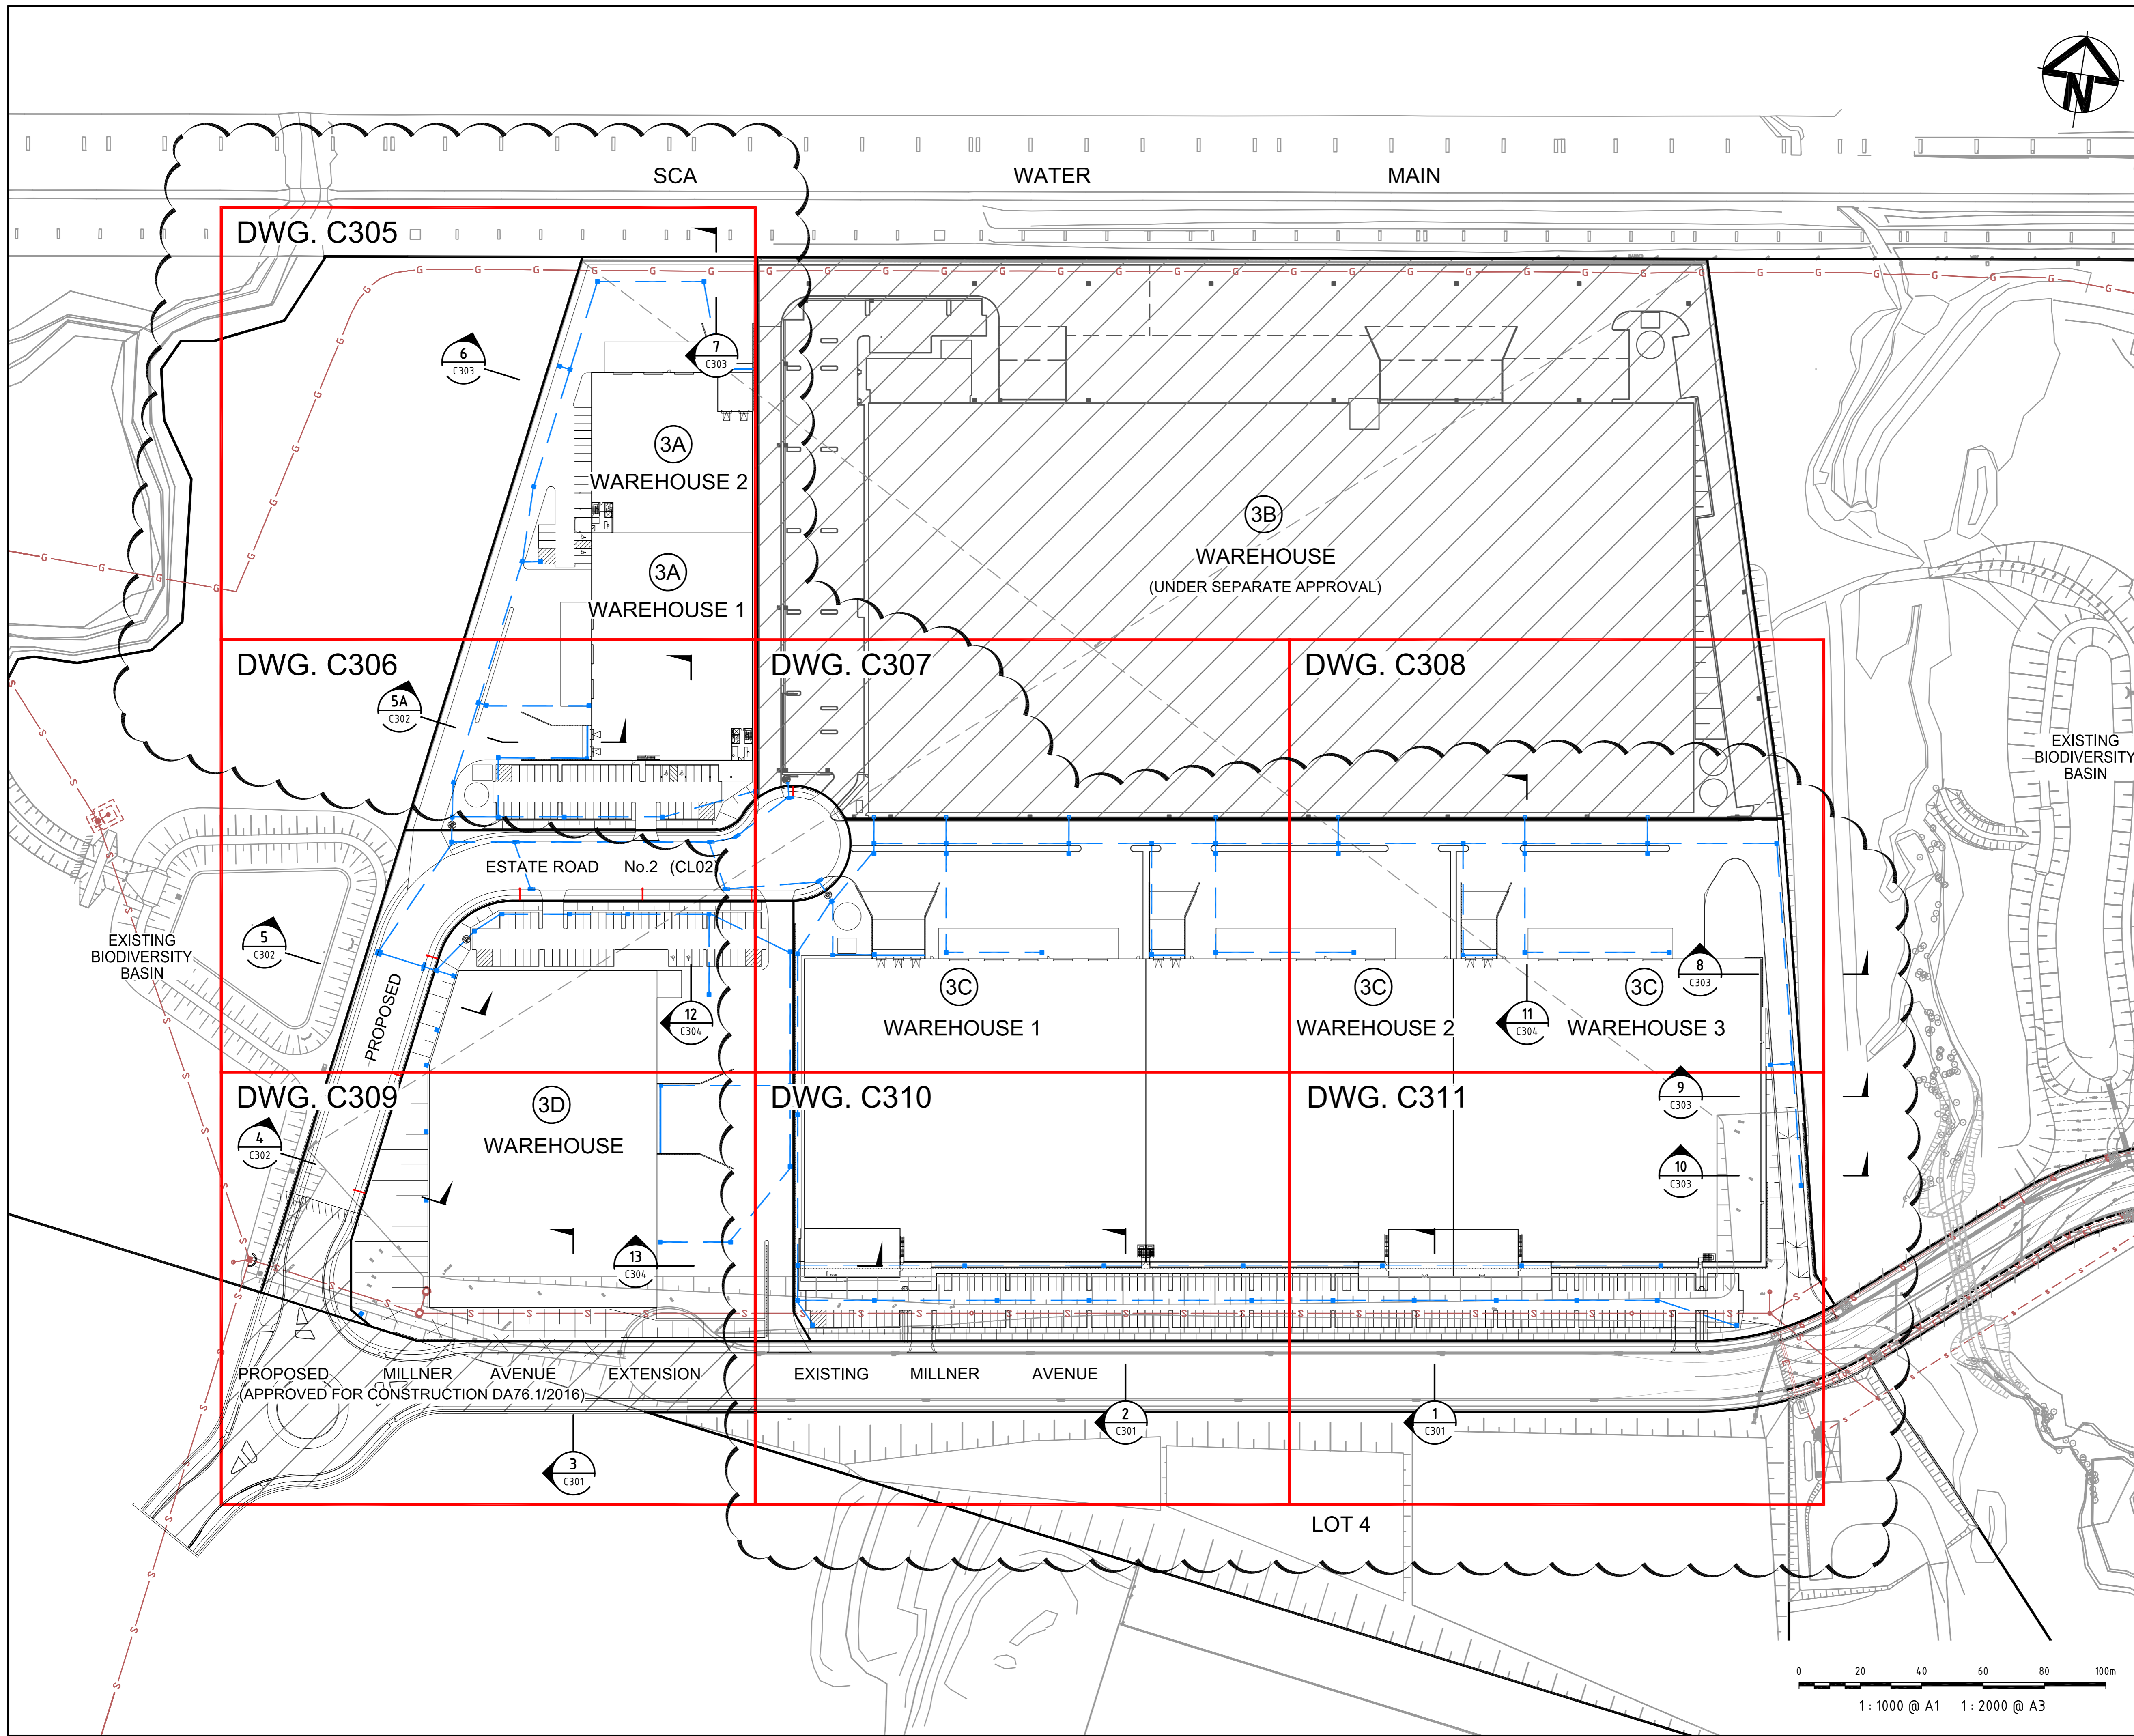 N
SCA WATER MAIN
DWG. C305
6
C303
7
C303
3A
WAREHOUSE 2
3B
WAREHOUSE
(UNDER SEPARATE APPROVAL)
3A
WAREHOUSE 1
DWG. C306
DWG. C307
DWG. C308
5A
C302
EXISTING
BIODIVERSITY
BASIN
ESTATE ROAD No.2 (CL02)
EXISTING
BIODIVERSITY
BASIN
5
C302
PROPOSED
12
C304
3C
WAREHOUSE 1
3C
WAREHOUSE 2
11
C304
3C
WAREHOUSE 3
8
C303
DWG. C309
DWG. C310
DWG. C311
4
C302
3D
WAREHOUSE
9
C303
10
C303
13
C304
PROPOSED MILLNER AVENUE EXTENSION
(APPROVED FOR CONSTRUCTION DA76.1/2016)
EXISTING MILLNER AVENUE
3
C301
2
C301
1
C301
LOT 4
0 20 40 60 80 100m
1 : 1000 @ A1 1 : 2000 @ A3